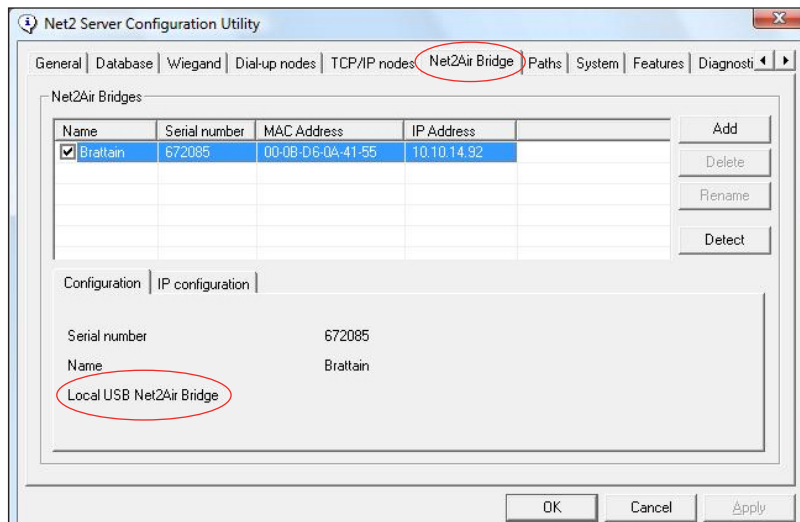 Net2 Server Configuration Utility
General Database Wiegand Dial-up nodes TCP/IP nodes Net2Air Bridge Paths System Features Diagnosti
Net2Air Bridges
Name Serial number MAC Address IP Address
Brattain 672085 00-0B-D6-0A-41-55 10.10.14.92
Add
Delete
Rename
Detect
Configuration IP configuration
Serial number 672085
Name Brattain
Local USB Net2Air Bridge
OK Cancel Apply